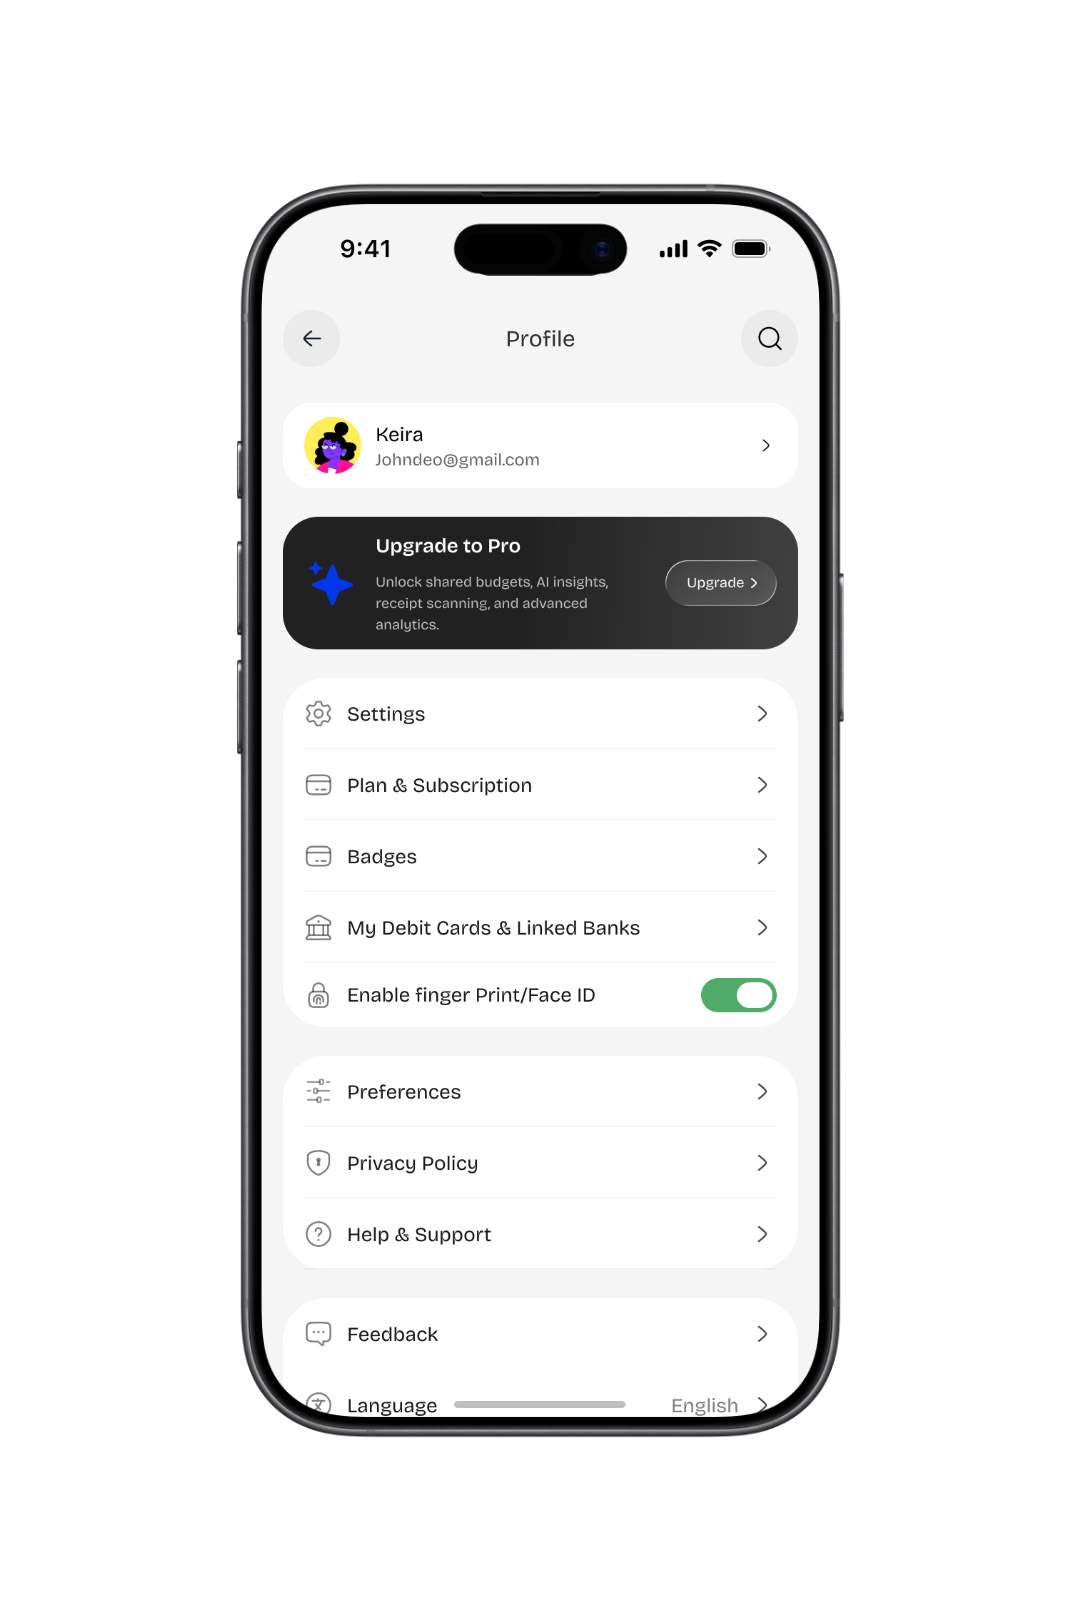 9:41
Profile
Keira
Johndeo@gmail.com
Upgrade to Pro
Unlock shared budgets, AI insights,
receipt scanning, and advanced
analytics.
Upgrade
Settings
Plan & Subscription
Badges
My Debit Cards & Linked Banks
Enable finger Print/Face ID
Preferences
Privacy Policy
Help & Support
Feedback
Language English